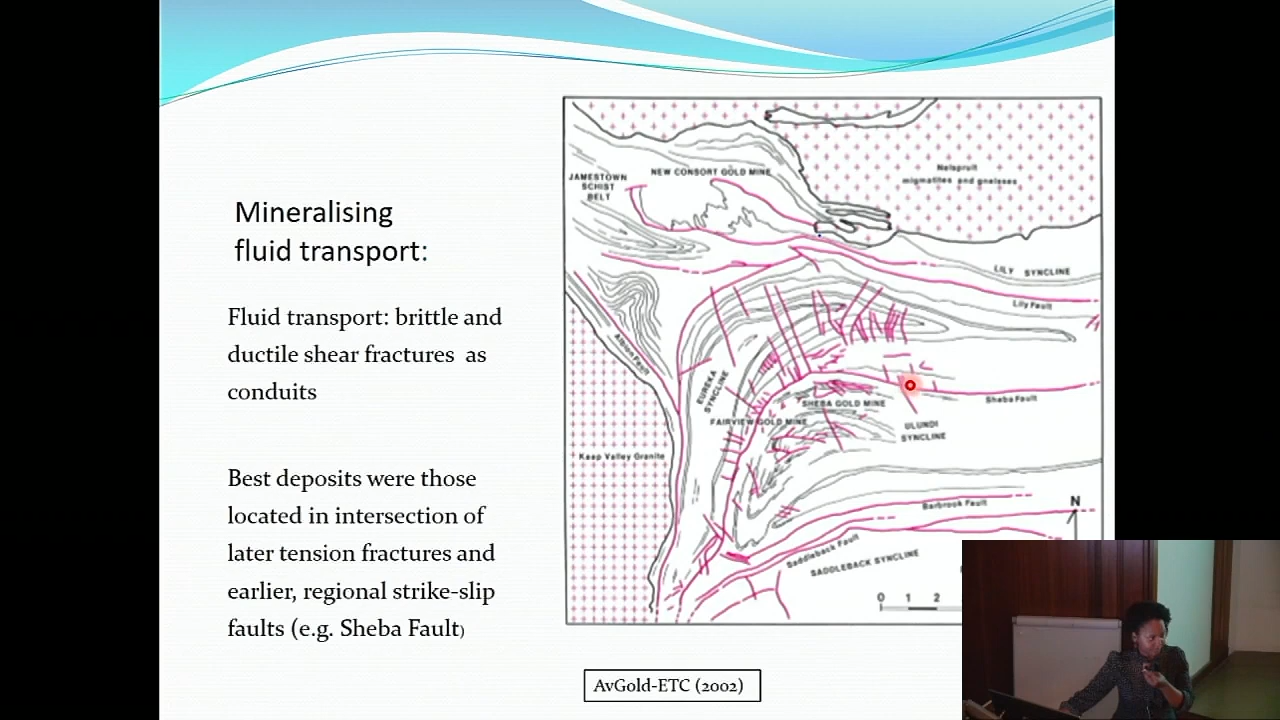 Mineralising
fluid transport:
Fluid transport: brittle and
ductile shear fractures as
conduits
Best deposits were those
located in intersection of
later tension fractures and
earlier, regional strike-slip
faults (e.g. Sheba Fault)
JAMESTOWN
SCHIST
BELT
NEW CONSORT GOLD MINE
Nelspruit
migmatites and gneisses
LILY SYNCLINE
Lily Fault
Albion Fault
EUREKA
SYNCLINE
SHEBA GOLD MINE
Sheba Fault
FAIRVIEW GOLD MINE
ULUNDI
SYNCLINE
Kaap Valley Granite
Barbrook Fault
N
Saddleback Fault
SADDLEBACK SYNCLINE
0 1 2
AvGold-ETC (2002)